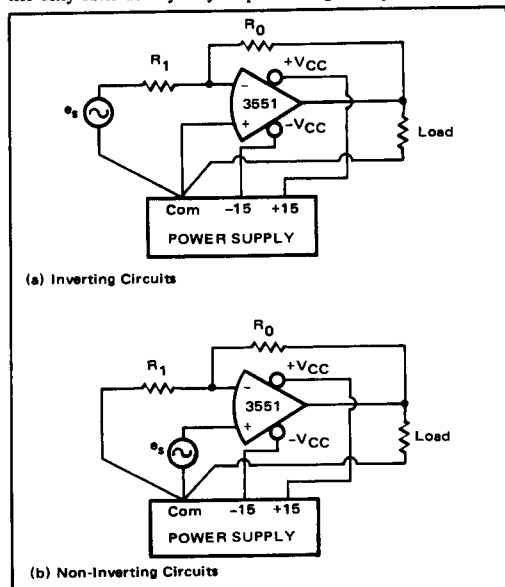 R0
+VCC
R1
−
3551
+
es
−VCC
Load
Com −15 +15
POWER SUPPLY
(a) Inverting Circuits
R0
R1
+VCC
−
3551
+
es
−VCC
Load
Com −15 +15
POWER SUPPLY
(b) Non-Inverting Circuits